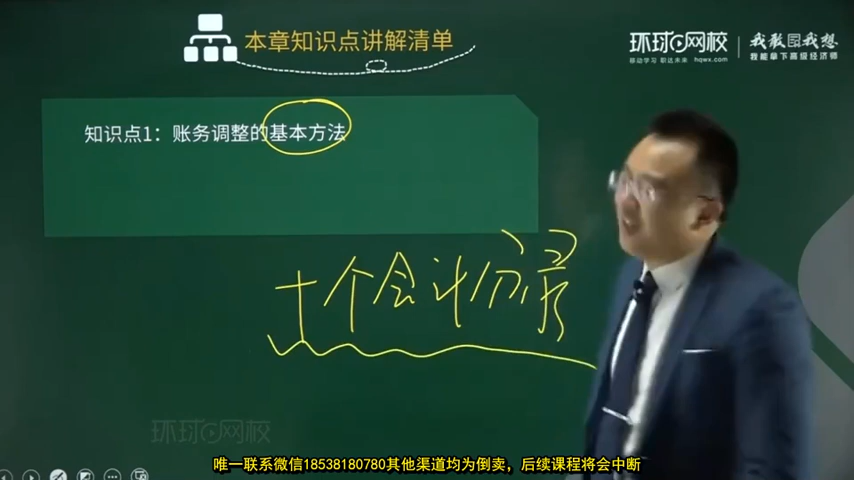 本章知识点讲解清单
环球网校
移动学习 职达未来 hqwx.com
我敢我想
我能拿下高级经济师
知识点1：账务调整的基本方法
十个会计分录
环球网校
唯一联系微信18538180780其他渠道均为倒卖，后续课程将会中断